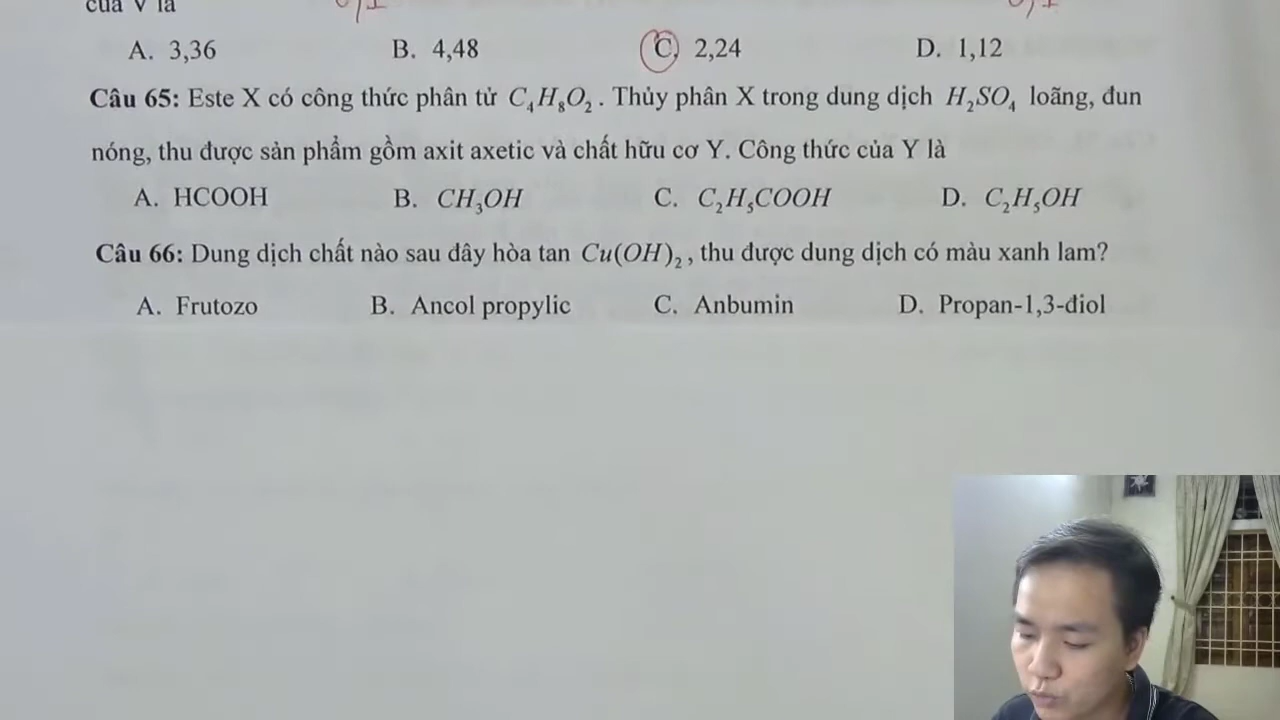 của V là
A. 3,36 B. 4,48 C. 2,24 D. 1,12
Câu 65: Este X có công thức phân tử C₄H₈O₂. Thủy phân X trong dung dịch H₂SO₄ loãng, đun
nóng, thu được sản phẩm gồm axit axetic và chất hữu cơ Y. Công thức của Y là
A. HCOOH B. CH₃OH C. C₂H₅COOH D. C₂H₅OH
Câu 66: Dung dịch chất nào sau đây hòa tan Cu(OH)₂, thu được dung dịch có màu xanh lam?
A. Frutozo B. Ancol propylic C. Anbumin D. Propan-1,3-điol